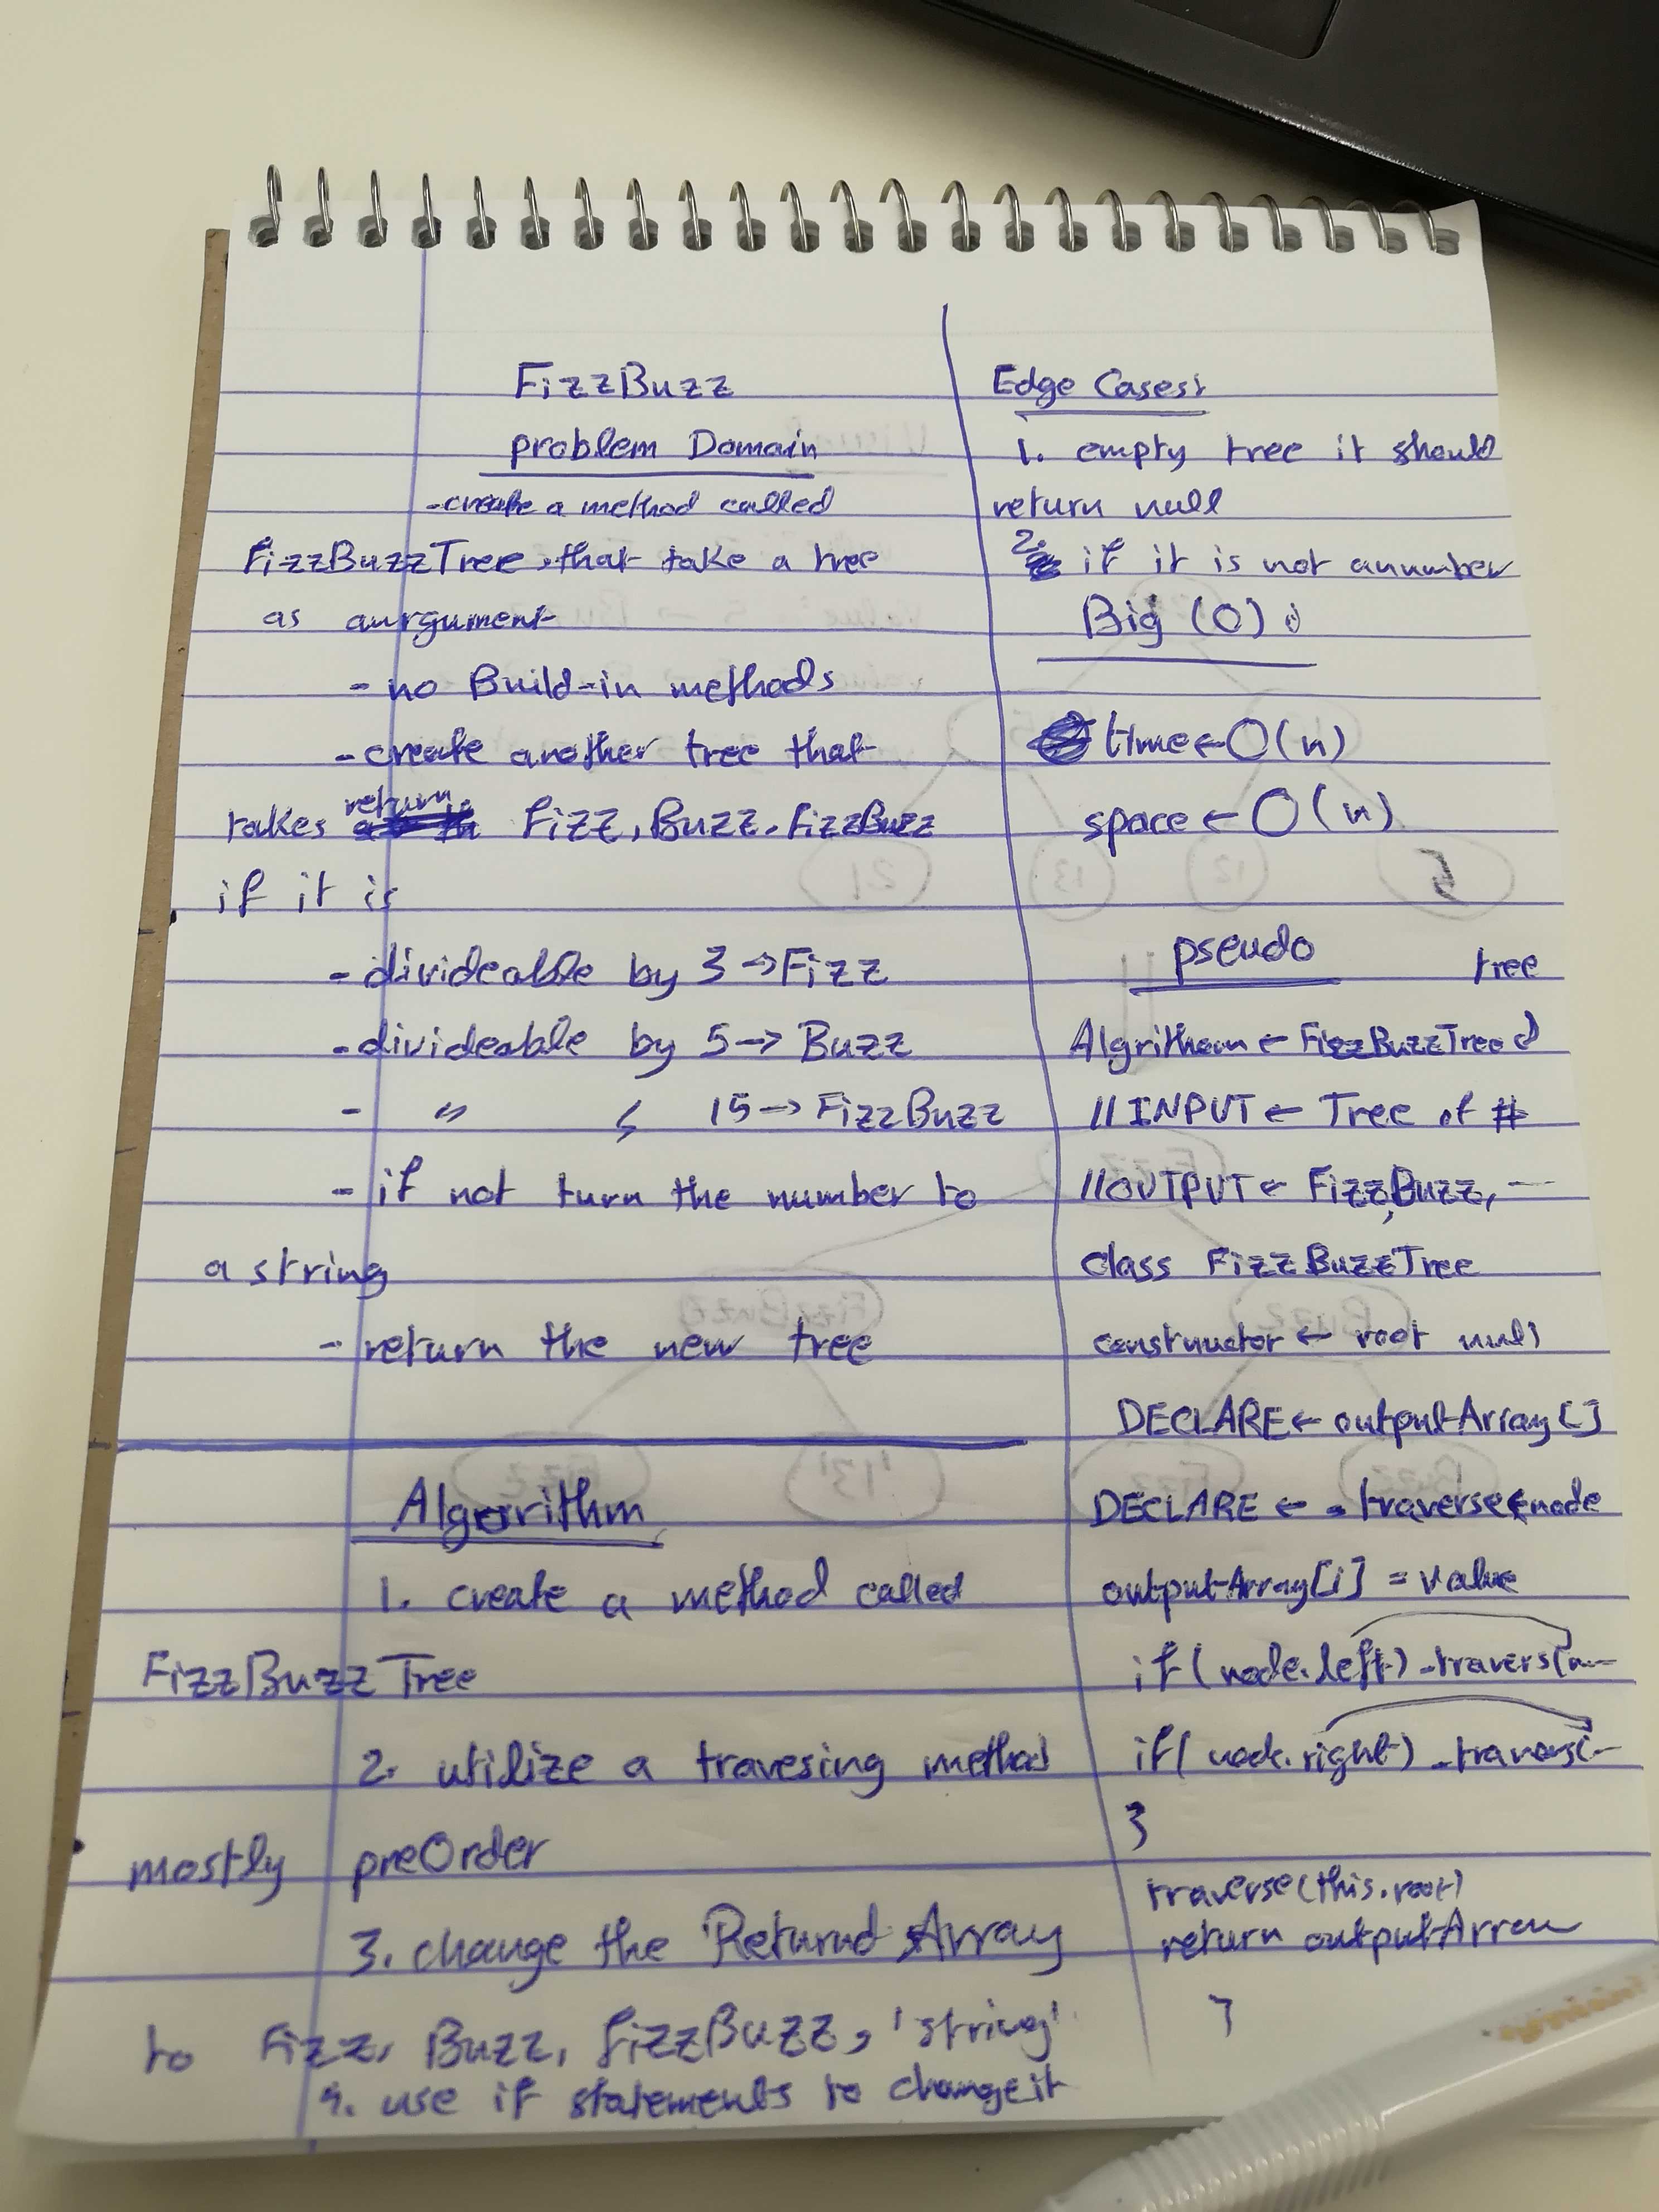 FizzBuzz
problem Domain
-create a method called
FizzBuzzTree, that take a tree
as aurgument
- no Build-in methods
- create another tree that
takes return Fizz, Buzz, FizzBuzz
if it is
- divideable by 3 → Fizz
- divideable by 5 → Buzz
- " " 15 → FizzBuzz
- if not turn the number to
a string
- return the new tree
Algorithm
1. create a method called
FizzBuzzTree
2. utilize a travesing method
mostly preOrder
3. change the Returnd Array
to Fizz, Buzz, FizzBuzz, 'string'
4. use if statements to change it
Edge Cases:
1. empty tree it should
return null
2. if it is not anumber
Big (O) :
time ← O(n)
space ← O(n)
pseudo
tree
Algrithem ← FizzBuzzTree
// INPUT ← Tree of #
// OUTPUT ← Fizz, Buzz, ---
class FizzBuzzTree
constructor ← root null
DECLARE ← outputArray []
DECLARE ← _traverse(node
outputArray[i] = value
if (node.left) _travers(n--
if( node.right) _travers(--
}
traverse(this.root)
return outputArray
}